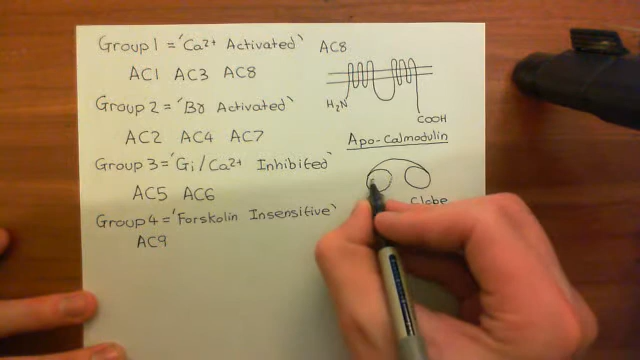 Group 1 = 'Ca²⁺ Activated'
AC1 AC3 AC8
Group 2 = 'Bγ Activated'
AC2 AC4 AC7
Group 3 = 'Gi/Ca²⁺ Inhibited'
AC5 AC6
Group 4 = 'Forskolin Insensitive'
AC9
AC8
H₂N
COOH
Apo-Calmodulin
Globe